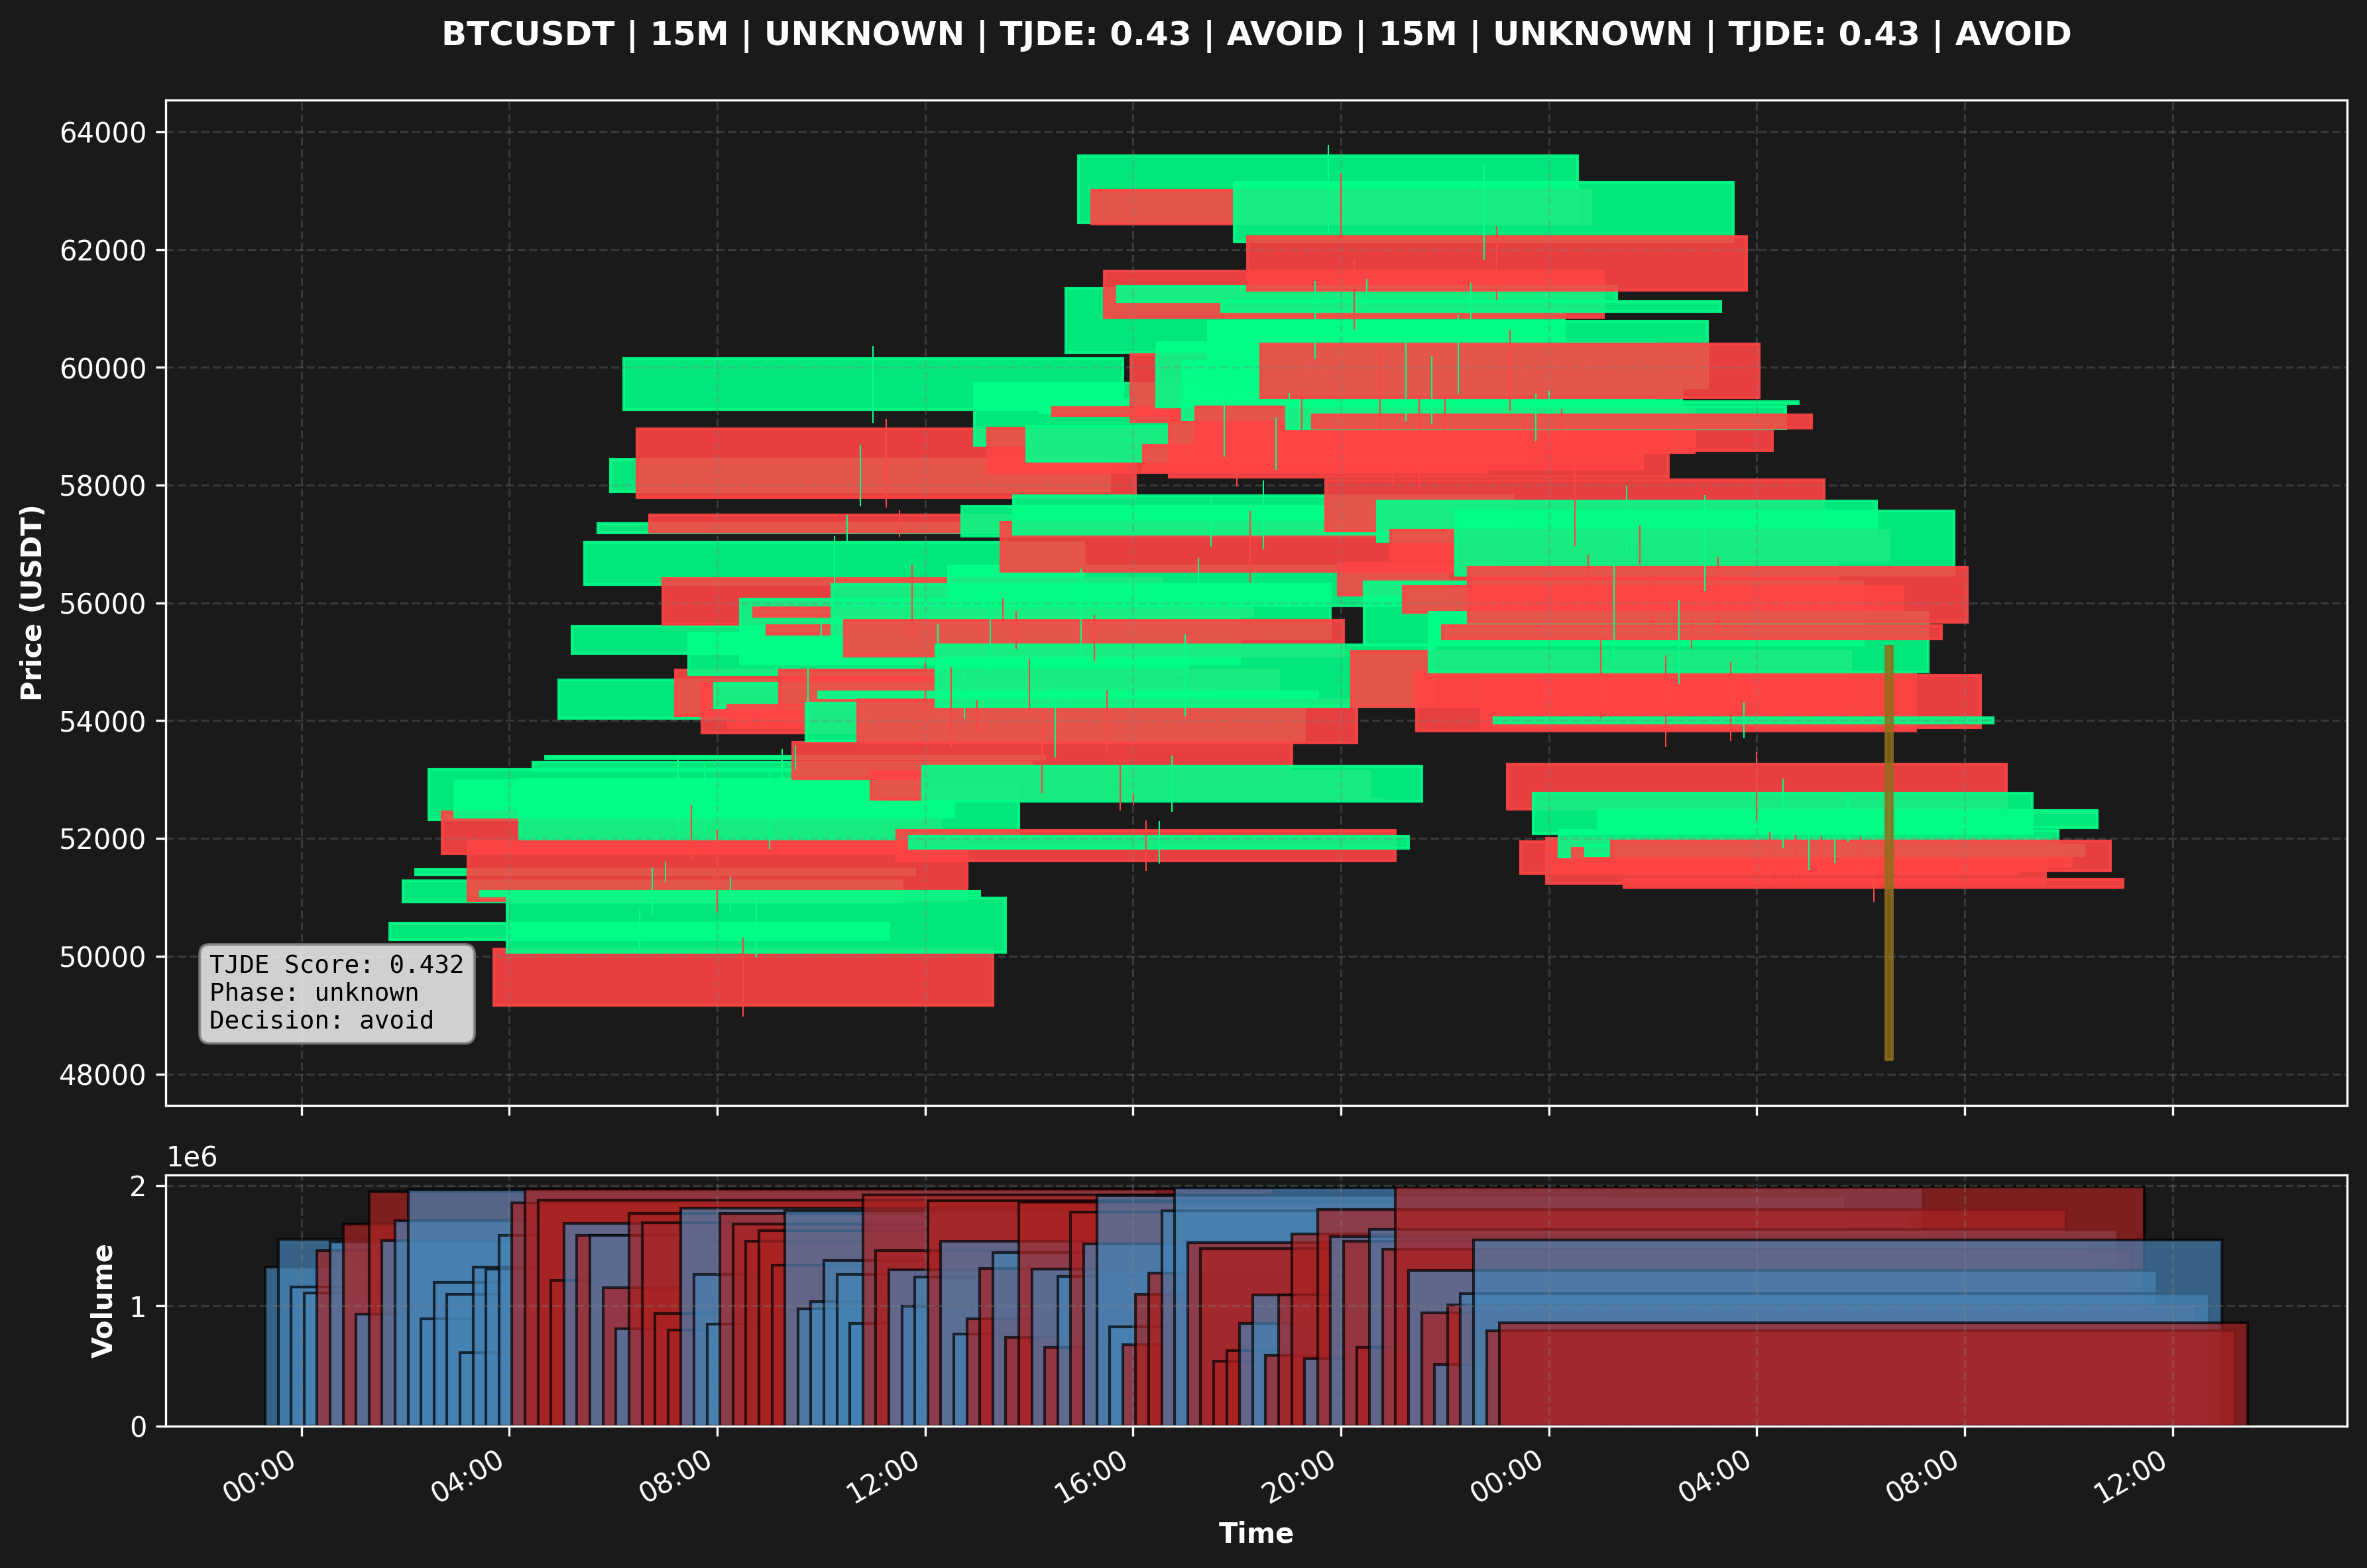 BTCUSDT | 15M | UNKNOWN | TJDE: 0.43 | AVOID | 15M | UNKNOWN | TJDE: 0.43 | AVOID
Price (USDT)
64000
62000
60000
58000
56000
54000
52000
50000
48000
TJDE Score: 0.432
Phase: unknown
Decision: avoid
1e6
Volume
2
1
0
00:00 04:00 08:00 12:00 16:00 20:00 00:00 04:00 08:00 12:00
Time